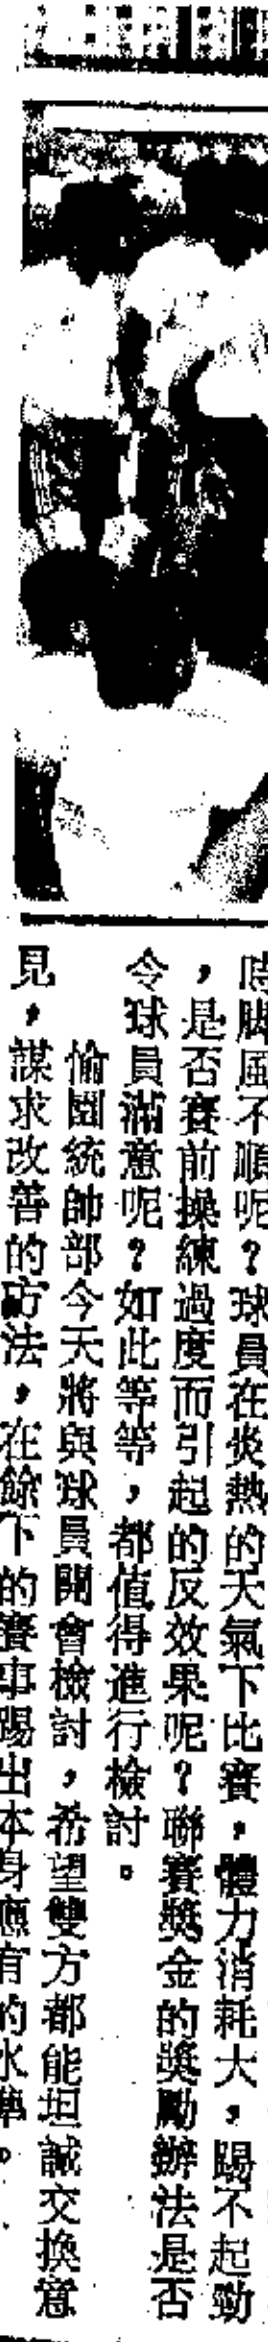 時脚風不順呢？球員在炎熱的天氣下比賽，體力消耗大，踢不起勁
，是否賽前操練過度而引起的反效果呢？聯賽獎金的獎勵辦法是否
令球員滿意呢？如此等等，都值得進行檢討。
愉園統帥部今天將與球員開會檢討，希望雙方都能坦誠交換意
見，謀求改善的方法，在餘下的賽事踢出本身應有的水準。